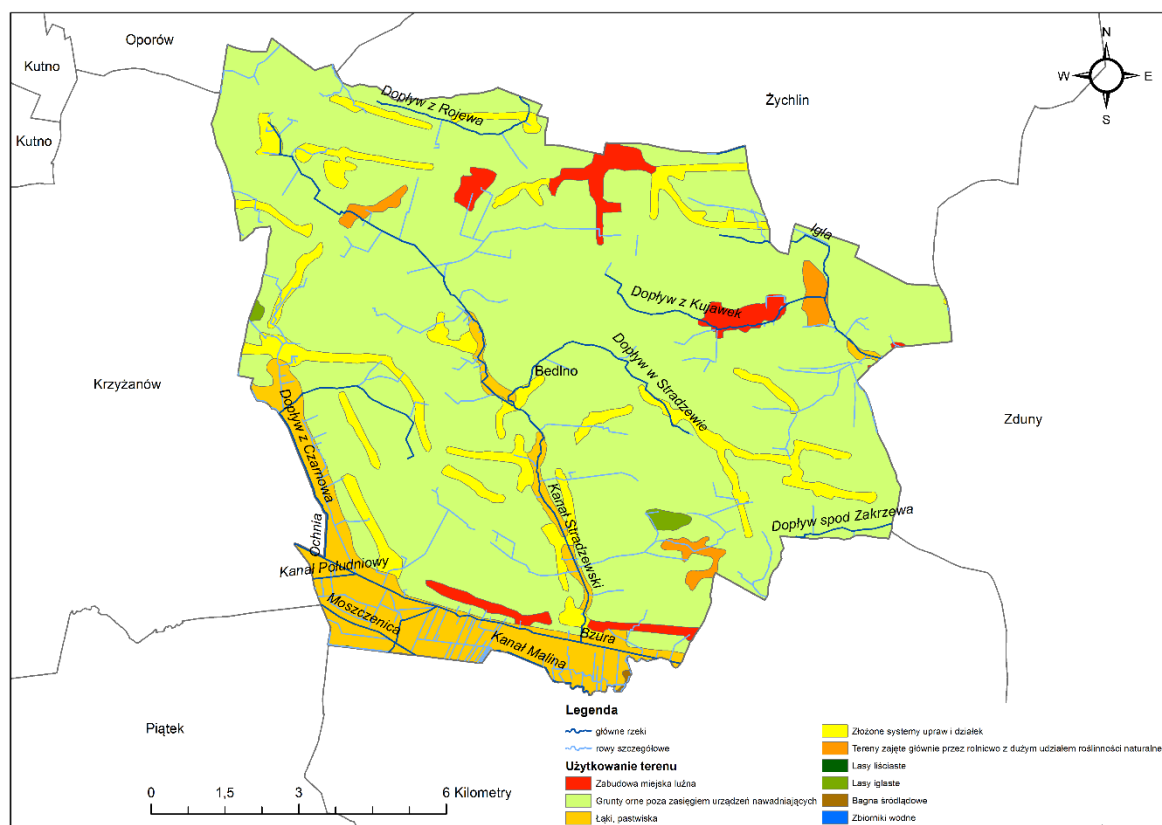 Oporów
Kutno
Kutno
Żychlin
N
W E
S
Dopływ z Rojewa
Igla
Dopływ z Kujawek
Dopływ w Stradzewie
Bedlno
Krzyżanów
Zduny
Dopływ z Czarnowa
Kanał Stradzewski
Dopływ spod Zakrzewa
Ochnia
Kanał Południowy
Moszczenica
Bzura
Kanał Malina
Piątek
Legenda
główne rzeki
rowy szczegółowe
Użytkowanie terenu
Zabudowa miejska luźna
Grunty orne poza zasięgiem urządzeń nawadniających
Łąki, pastwiska
Złożone systemy upraw i działek
Tereny zajęte głównie przez rolnictwo z dużym udziałem roślinności naturalnej
Lasy liściaste
Lasy iglaste
Bagna śródlądowe
Zbiorniki wodne
0 1,5 3 6 Kilometry